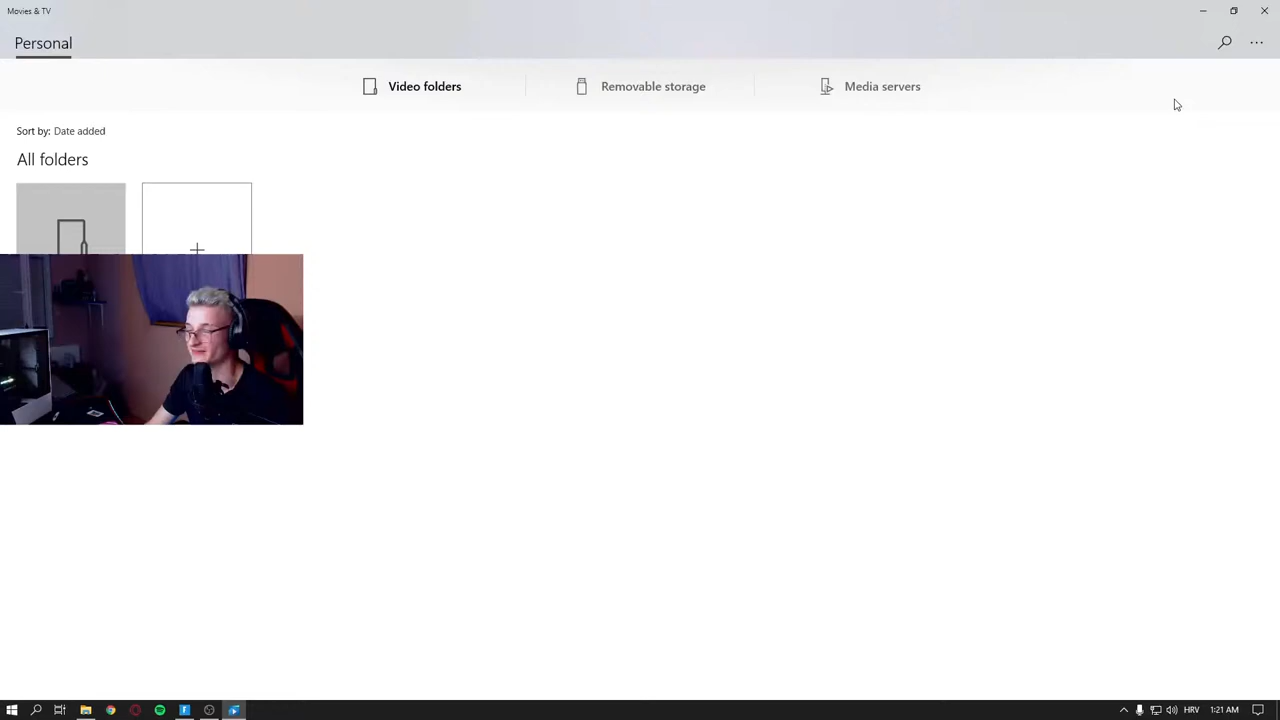 Movies & TV
Personal
Video folders
Removable storage
Media servers
Sort by: Date added
All folders
HRV
1:21 AM